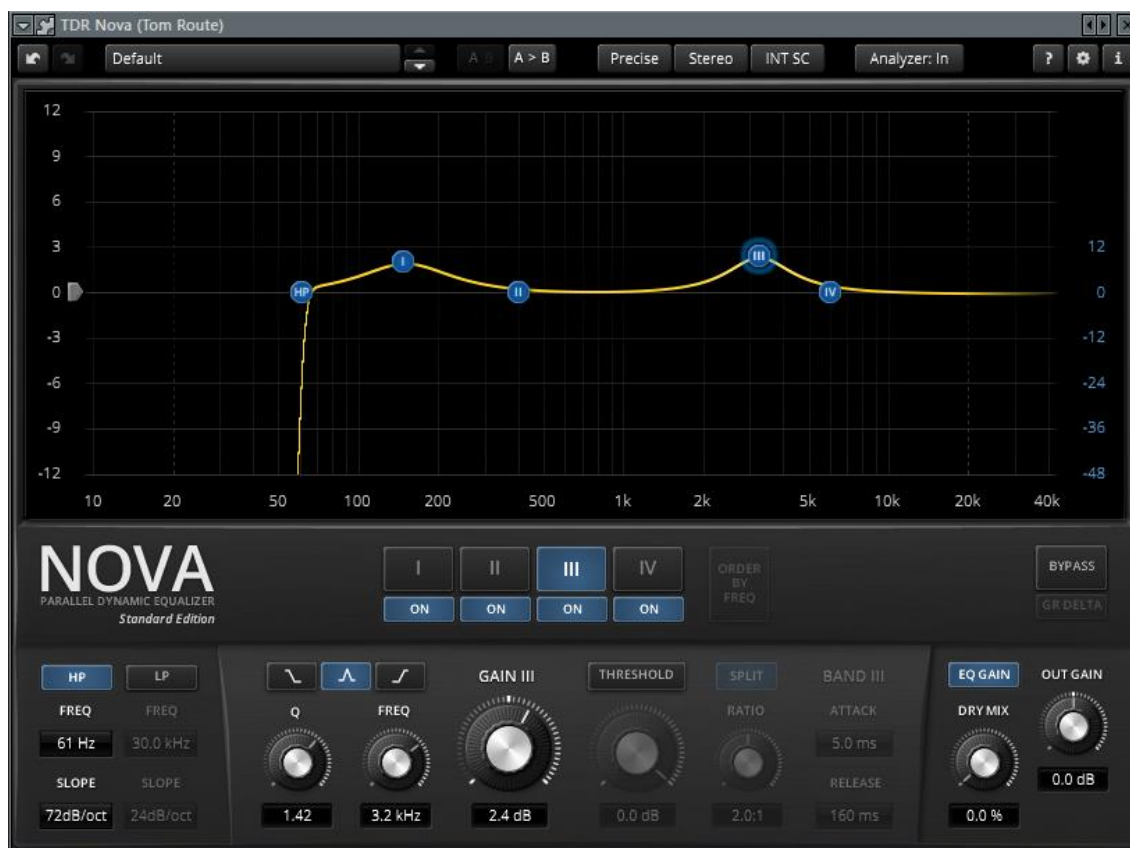 TDR Nova (Tom Route)
Default A B A > B Precise Stereo INT SC Analyzer: In ? i
12
9
6
3 12
0 HP I II III IV 0
-3 -12
-6 -24
-9 -36
-12 -48
10 20 50 100 200 500 1k 2k 5k 10k 20k 40k
NOVA
PARALLEL DYNAMIC EQUALIZER
Standard Edition
I II III IV
ON ON ON ON
ORDER
BY
FREQ
BYPASS
GR DELTA
HP LP
FREQ FREQ
61 Hz 30.0 kHz
SLOPE SLOPE
72dB/oct 24dB/oct
GAIN III
Q FREQ
1.42 3.2 kHz 2.4 dB
THRESHOLD SPLIT BAND III
RATIO ATTACK
5.0 ms
RELEASE
0.0 dB 2.0:1 160 ms
EQ GAIN OUT GAIN
DRY MIX
0.0 dB
0.0 %